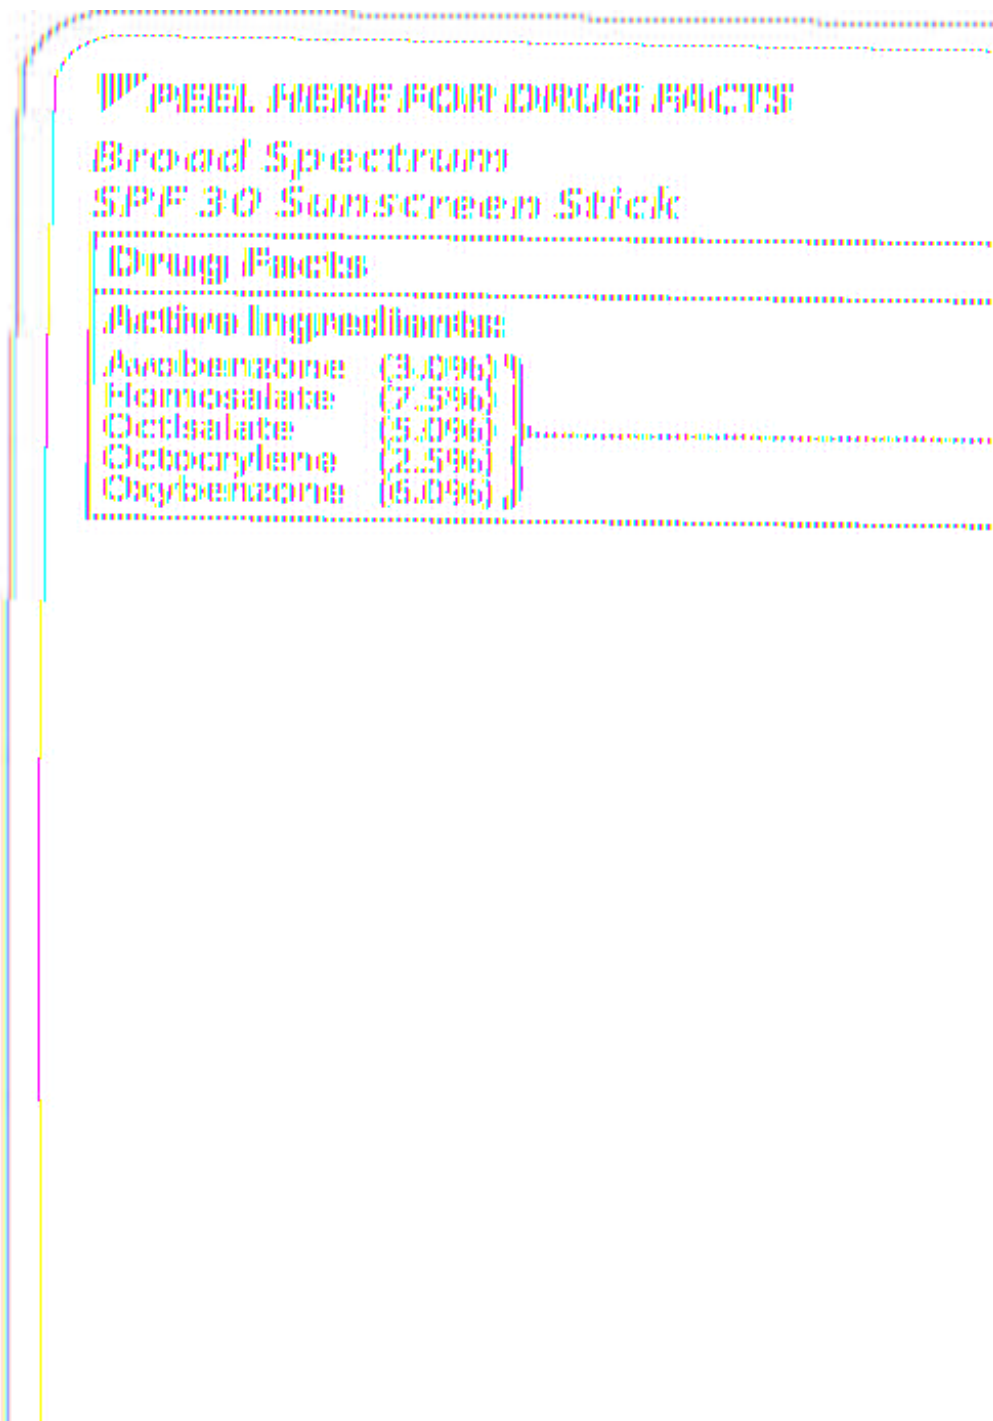 PEEL HERE FOR DRUG FACTS
Broad Spectrum
SPF 30 Sunscreen Stick
Drug Facts
Active Ingredients:
Avobenzone (3.0%)
Homosalate (7.5%)
Octisalate (5.0%)
Octocrylene (2.5%)
Oxybenzone (6.0%)